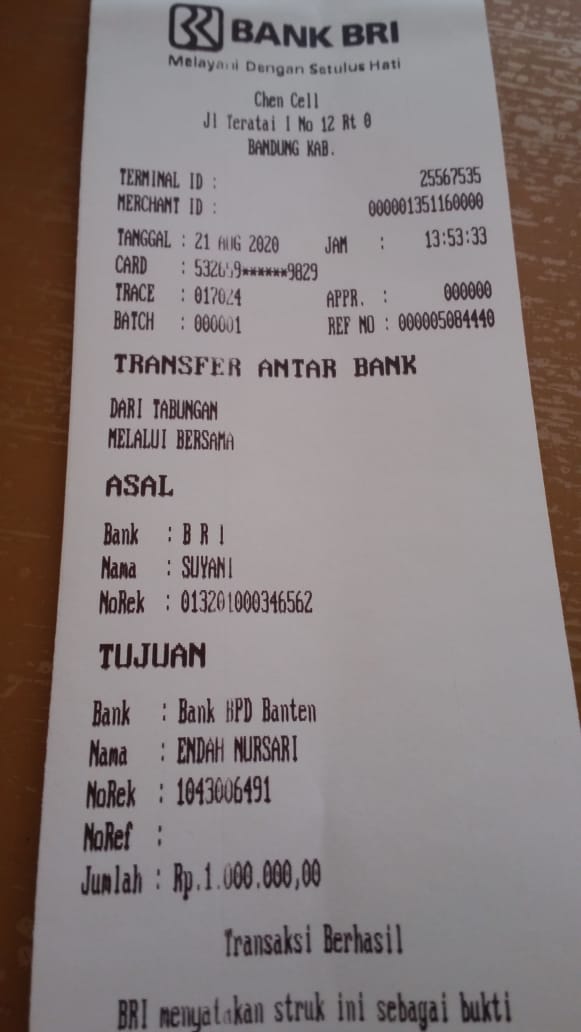 BANK BRI
Melayani Dengan Setulus Hati
Chen Cell
Jl Teratai 1 No 12 Rt 0
BANDUNG KAB.
TERMINAL ID : 25567535
MERCHANT ID : 000001351160000
TANGGAL : 21 AUG 2020 JAM : 13:53:33
CARD : 532659******9829
TRACE : 017024 APPR. : 000000
BATCH : 000001 REF NO : 000005084440
TRANSFER ANTAR BANK
DARI TABUNGAN
MELALUI BERSAMA
ASAL
Bank : B R I
Nama : SUYANI
NoRek : 013201000346562
TUJUAN
Bank : Bank BPD Banten
Nama : ENDAH NURSARI
NoRek : 1043006491
NoRef :
Jumlah : Rp.1.000.000,00
Transaksi Berhasil
BRI menyatakan struk ini sebagai bukti